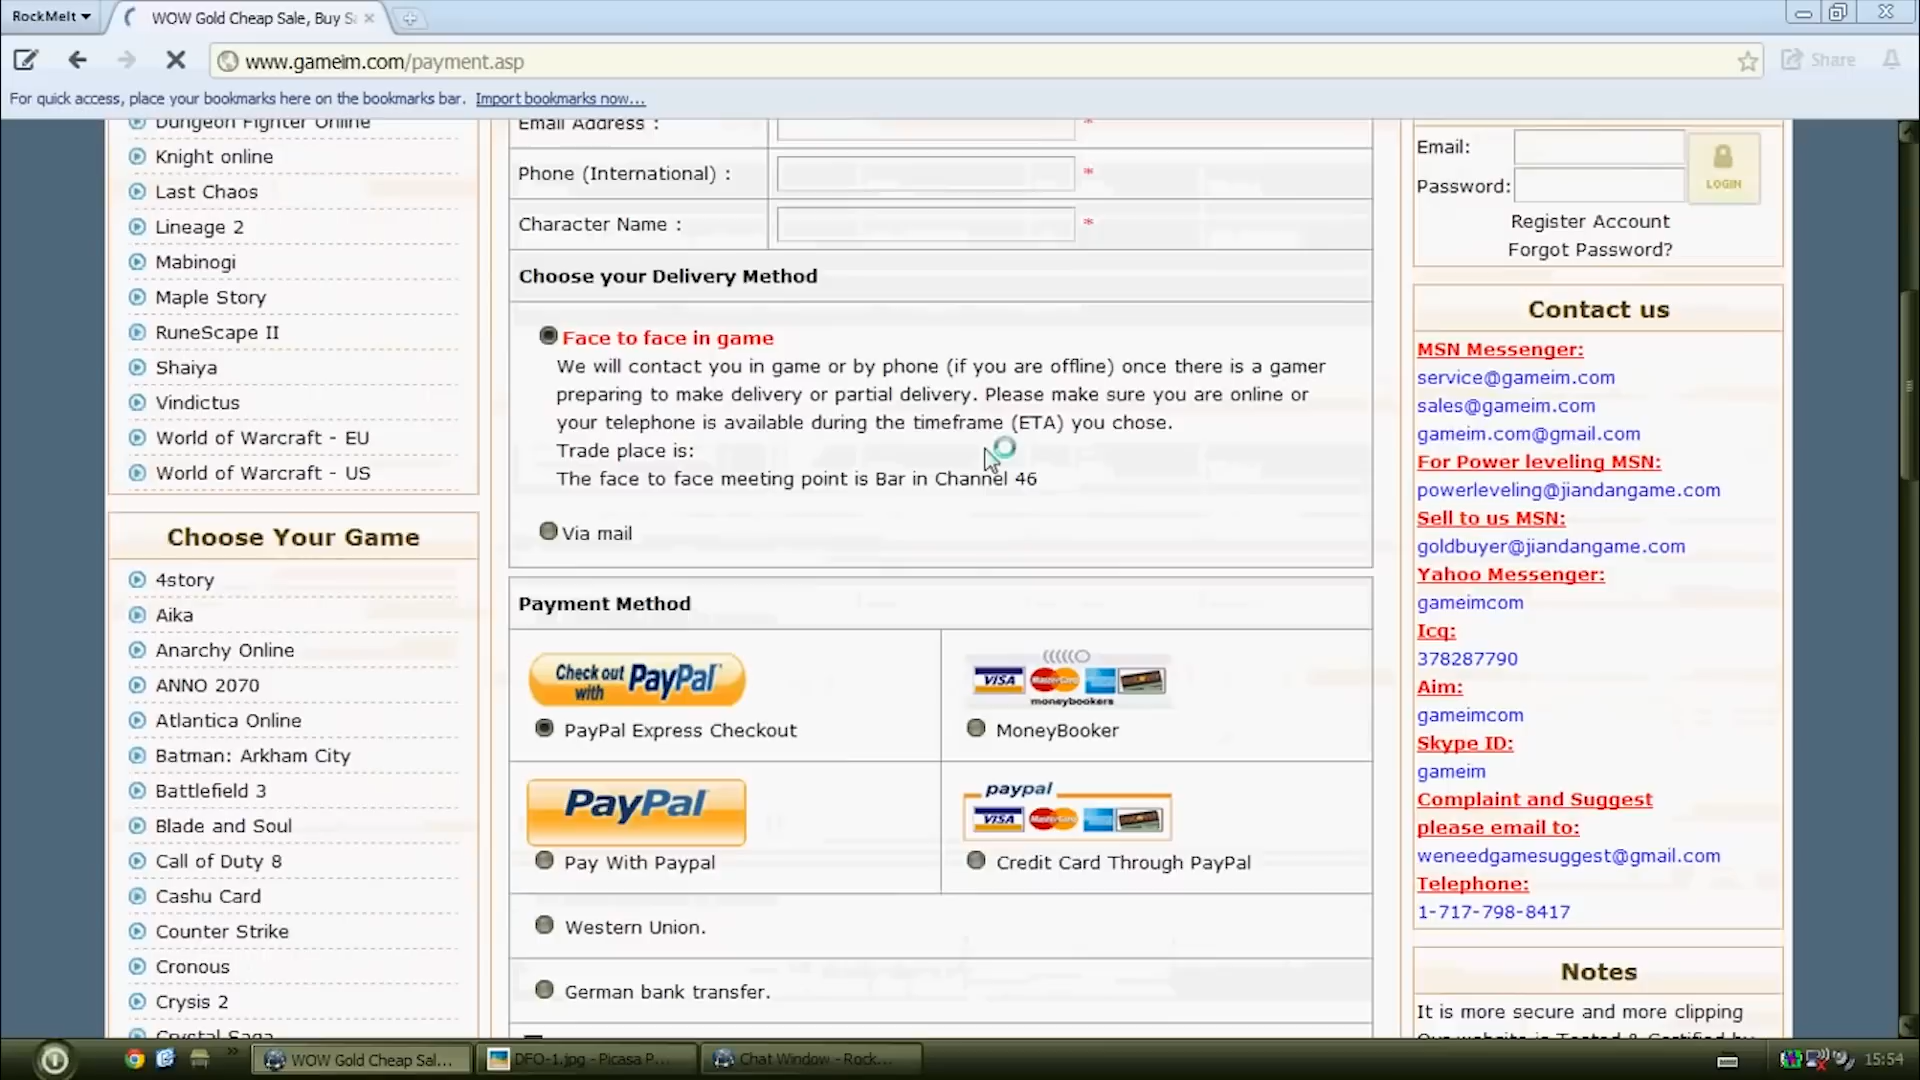 RockMelt
WOW Gold Cheap Sale, Buy S
www.gameim.com/payment.asp
Share
For quick access, place your bookmarks here on the bookmarks bar. Import bookmarks now...
Dungeon Fighter Online
Knight online
Last Chaos
Lineage 2
Mabinogi
Maple Story
RuneScape II
Shaiya
Vindictus
World of Warcraft - EU
World of Warcraft - US
Choose Your Game
4story
Aika
Anarchy Online
ANNO 2070
Atlantica Online
Batman: Arkham City
Battlefield 3
Blade and Soul
Call of Duty 8
Cashu Card
Counter Strike
Cronous
Crysis 2
Crystal Saga
Email Address : *
Phone (International) : *
Character Name : *
Choose your Delivery Method
Face to face in game
We will contact you in game or by phone (if you are offline) once there is a gamer
preparing to make delivery or partial delivery. Please make sure you are online or
your telephone is available during the timeframe (ETA) you chose.
Trade place is:
The face to face meeting point is Bar in Channel 46
Via mail
Payment Method
Check out with PayPal
PayPal Express Checkout
VISA MasterCard
moneybookers
MoneyBooker
PayPal
Pay With Paypal
paypal
VISA MasterCard
Credit Card Through PayPal
Western Union.
German bank transfer.
Email:
Password:
LOGIN
Register Account
Forgot Password?
Contact us
MSN Messenger:
service@gameim.com
sales@gameim.com
gameim.com@gmail.com
For Power leveling MSN:
powerleveling@jiandangame.com
Sell to us MSN:
goldbuyer@jiandangame.com
Yahoo Messenger:
gameimcom
Icq:
378287790
Aim:
gameimcom
Skype ID:
gameim
Complaint and Suggest
please email to:
weneedgamesuggest@gmail.com
Telephone:
1-717-798-8417
Notes
It is more secure and more clipping
Our website is Tested & Certified by
WOW Gold Cheap Sal...
DFO-1.jpg - Picasa P...
Chat Window - Rock...
15:54